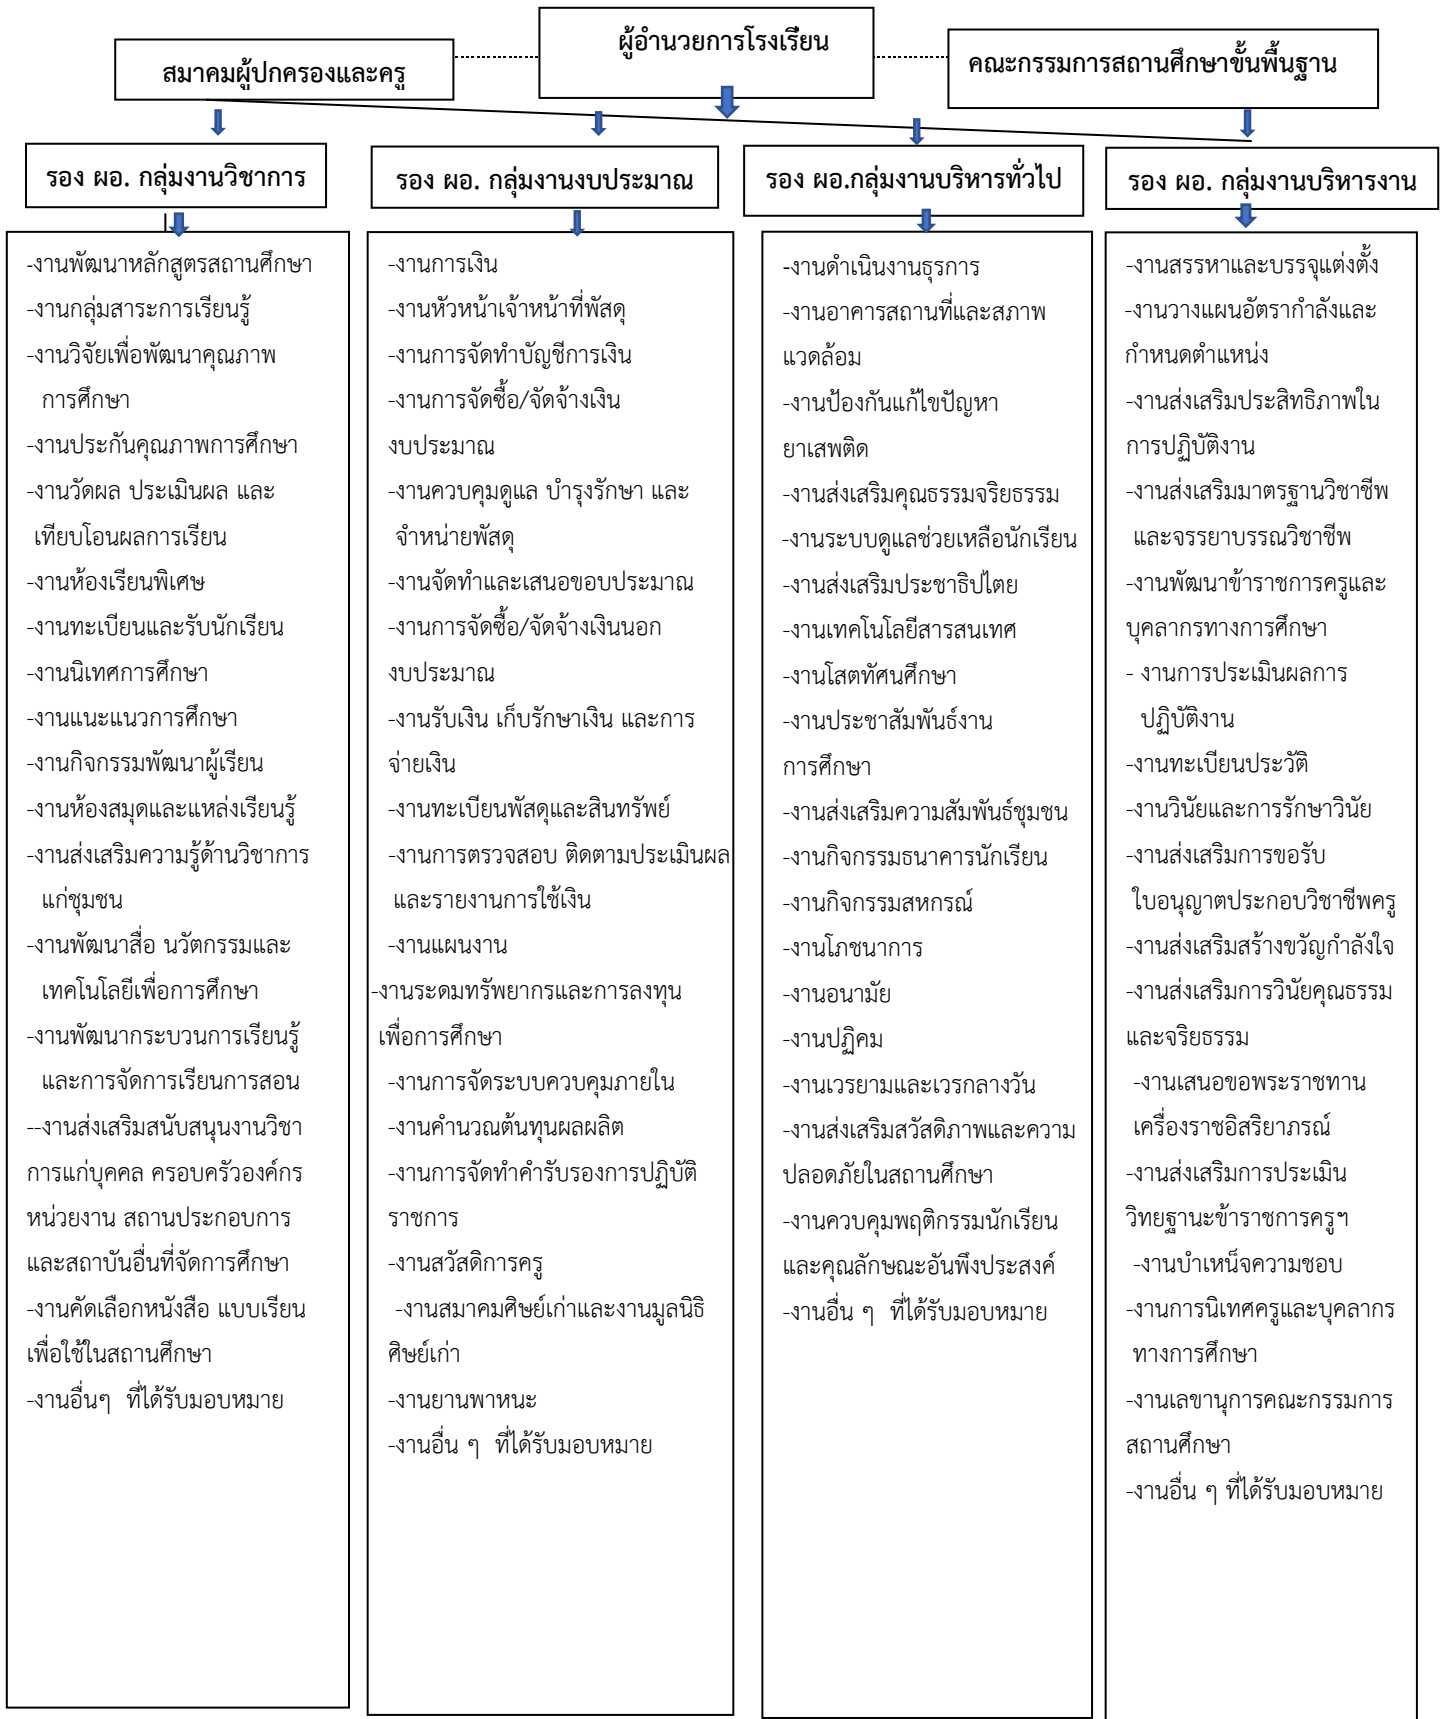 ผู้อำนวยการโรงเรียน
สมาคมผู้ปกครองและครู
คณะกรรมการสถานศึกษาขั้นพื้นฐาน
รอง ผอ. กลุ่มงานวิชาการ
-งานพัฒนาหลักสูตรสถานศึกษา
-งานกลุ่มสาระการเรียนรู้
-งานวิจัยเพื่อพัฒนาคุณภาพ
การศึกษา
-งานประกันคุณภาพการศึกษา
-งานวัดผล ประเมินผล และ
เทียบโอนผลการเรียน
-งานห้องเรียนพิเศษ
-งานทะเบียนและรับนักเรียน
-งานนิเทศการศึกษา
-งานแนะแนวการศึกษา
-งานกิจกรรมพัฒนาผู้เรียน
-งานห้องสมุดและแหล่งเรียนรู้
-งานส่งเสริมความรู้ด้านวิชาการ
แก่ชุมชน
-งานพัฒนาสื่อ นวัตกรรมและ
เทคโนโลยีเพื่อการศึกษา
-งานพัฒนากระบวนการเรียนรู้
และการจัดการเรียนการสอน
--งานส่งเสริมสนับสนุนงานวิชา
การแก่บุคคล ครอบครัวองค์กร
หน่วยงาน สถานประกอบการ
และสถาบันอื่นที่จัดการศึกษา
-งานคัดเลือกหนังสือ แบบเรียน
เพื่อใช้ในสถานศึกษา
-งานอื่นๆ ที่ได้รับมอบหมาย
รอง ผอ. กลุ่มงานงบประมาณ
-งานการเงิน
-งานหัวหน้าเจ้าหน้าที่พัสดุ
-งานการจัดทำบัญชีการเงิน
-งานการจัดซื้อ/จัดจ้างเงิน
งบประมาณ
-งานควบคุมดูแล บำรุงรักษา และ
จำหน่ายพัสดุ
-งานจัดทำและเสนอขอบประมาณ
-งานการจัดซื้อ/จัดจ้างเงินนอก
งบประมาณ
-งานรับเงิน เก็บรักษาเงิน และการ
จ่ายเงิน
-งานทะเบียนพัสดุและสินทรัพย์
-งานการตรวจสอบ ติดตามประเมินผล
และรายงานการใช้เงิน
-งานแผนงาน
-งานระดมทรัพยากรและการลงทุน
เพื่อการศึกษา
-งานการจัดระบบควบคุมภายใน
-งานคำนวณต้นทุนผลผลิต
-งานการจัดทำคำรับรองการปฏิบัติ
ราชการ
-งานสวัสดิการครู
-งานสมาคมศิษย์เก่าและงานมูลนิธิ
ศิษย์เก่า
-งานยานพาหนะ
-งานอื่น ๆ ที่ได้รับมอบหมาย
รอง ผอ.กลุ่มงานบริหารทั่วไป
-งานดำเนินงานธุรการ
-งานอาคารสถานที่และสภาพ
แวดล้อม
-งานป้องกันแก้ไขปัญหา
ยาเสพติด
-งานส่งเสริมคุณธรรมจริยธรรม
-งานระบบดูแลช่วยเหลือนักเรียน
-งานส่งเสริมประชาธิปไตย
-งานเทคโนโลยีสารสนเทศ
-งานโสตทัศนศึกษา
-งานประชาสัมพันธ์งาน
การศึกษา
-งานส่งเสริมความสัมพันธ์ชุมชน
-งานกิจกรรมธนาคารนักเรียน
-งานกิจกรรมสหกรณ์
-งานโภชนาการ
-งานอนามัย
-งานปฏิคม
-งานเวรยามและเวรกลางวัน
-งานส่งเสริมสวัสดิภาพและความ
ปลอดภัยในสถานศึกษา
-งานควบคุมพฤติกรรมนักเรียน
และคุณลักษณะอันพึงประสงค์
-งานอื่น ๆ ที่ได้รับมอบหมาย
รอง ผอ. กลุ่มงานบริหารงาน
-งานสรรหาและบรรจุแต่งตั้ง
-งานวางแผนอัตรากำลังและ
กำหนดตำแหน่ง
-งานส่งเสริมประสิทธิภาพใน
การปฏิบัติงาน
-งานส่งเสริมมาตรฐานวิชาชีพ
และจรรยาบรรณวิชาชีพ
-งานพัฒนาข้าราชการครูและ
บุคลากรทางการศึกษา
- งานการประเมินผลการ
ปฏิบัติงาน
-งานทะเบียนประวัติ
-งานวินัยและการรักษาวินัย
-งานส่งเสริมการขอรับ
ใบอนุญาตประกอบวิชาชีพครู
-งานส่งเสริมสร้างขวัญกำลังใจ
-งานส่งเสริมการวินัยคุณธรรม
และจริยธรรม
-งานเสนอขอพระราชทาน
เครื่องราชอิสริยาภรณ์
-งานส่งเสริมการประเมิน
วิทยฐานะข้าราชการครูฯ
-งานบำเหน็จความชอบ
-งานการนิเทศครูและบุคลากร
ทางการศึกษา
-งานเลขานุการคณะกรรมการ
สถานศึกษา
-งานอื่น ๆ ที่ได้รับมอบหมาย